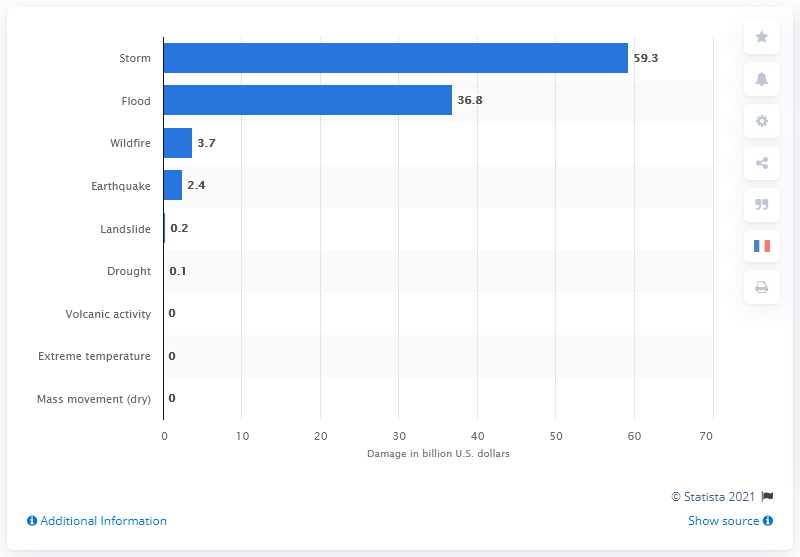 Storm 59.3
Flood 36.8
Wildfire 3.7
Earthquake 2.4
Landslide 0.2
Drought 0.1
Volcanic activity 0
Extreme temperature 0
Mass movement (dry) 0
0 10 20 30 40 50 60 70
Damage in billion U.S. dollars
© Statista 2021
Additional Information
Show source